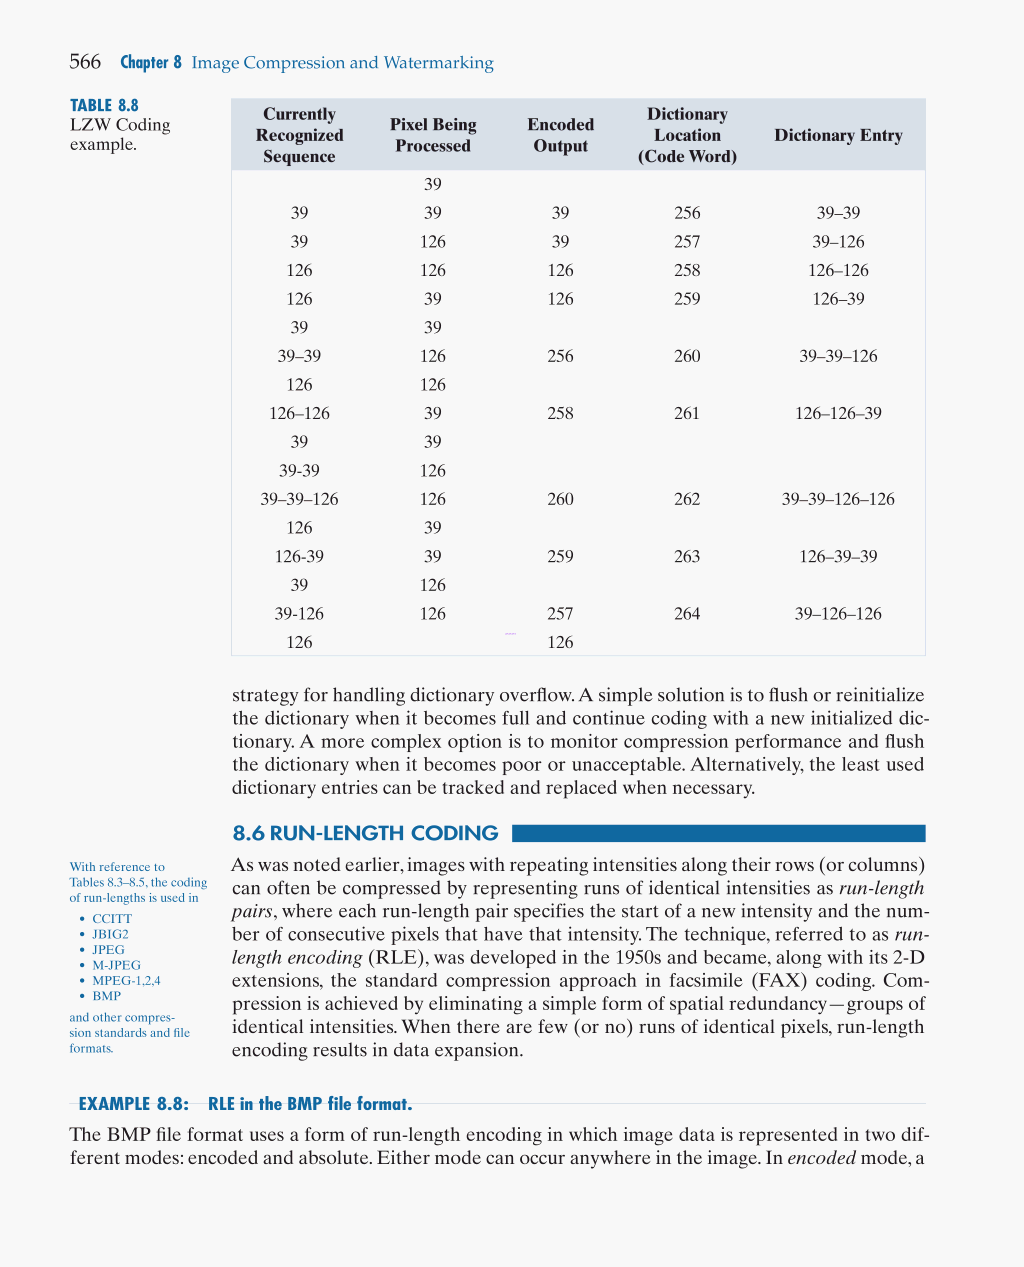 566 Chapter 8 Image Compression and Watermarking
TABLE 8.8
LZW Coding
example.
Currently Recognized Sequence Pixel Being Processed Encoded Output Dictionary Location (Code Word) Dictionary Entry
39
39 39 39 256 39–39
39 126 39 257 39–126
126 126 126 258 126–126
126 39 126 259 126–39
39 39
39–39 126 256 260 39–39–126
126 126
126–126 39 258 261 126–126–39
39 39
39-39 126
39–39–126 126 260 262 39–39–126–126
126 39
126-39 39 259 263 126–39–39
39 126
39-126 126 257 264 39–126–126
126 126
strategy for handling dictionary overflow. A simple solution is to flush or reinitialize
the dictionary when it becomes full and continue coding with a new initialized dic-
tionary. A more complex option is to monitor compression performance and flush
the dictionary when it becomes poor or unacceptable. Alternatively, the least used
dictionary entries can be tracked and replaced when necessary.
8.6 RUN-LENGTH CODING
With reference to
Tables 8.3–8.5, the coding
of run-lengths is used in
• CCITT
• JBIG2
• JPEG
• M-JPEG
• MPEG-1,2,4
• BMP
and other compres-
sion standards and file
formats.
As was noted earlier, images with repeating intensities along their rows (or columns)
can often be compressed by representing runs of identical intensities as run-length
pairs, where each run-length pair specifies the start of a new intensity and the num-
ber of consecutive pixels that have that intensity. The technique, referred to as run-
length encoding (RLE), was developed in the 1950s and became, along with its 2-D
extensions, the standard compression approach in facsimile (FAX) coding. Com-
pression is achieved by eliminating a simple form of spatial redundancy—groups of
identical intensities. When there are few (or no) runs of identical pixels, run-length
encoding results in data expansion.
EXAMPLE 8.8: RLE in the BMP file format.
The BMP file format uses a form of run-length encoding in which image data is represented in two dif-
ferent modes: encoded and absolute. Either mode can occur anywhere in the image. In encoded mode, a